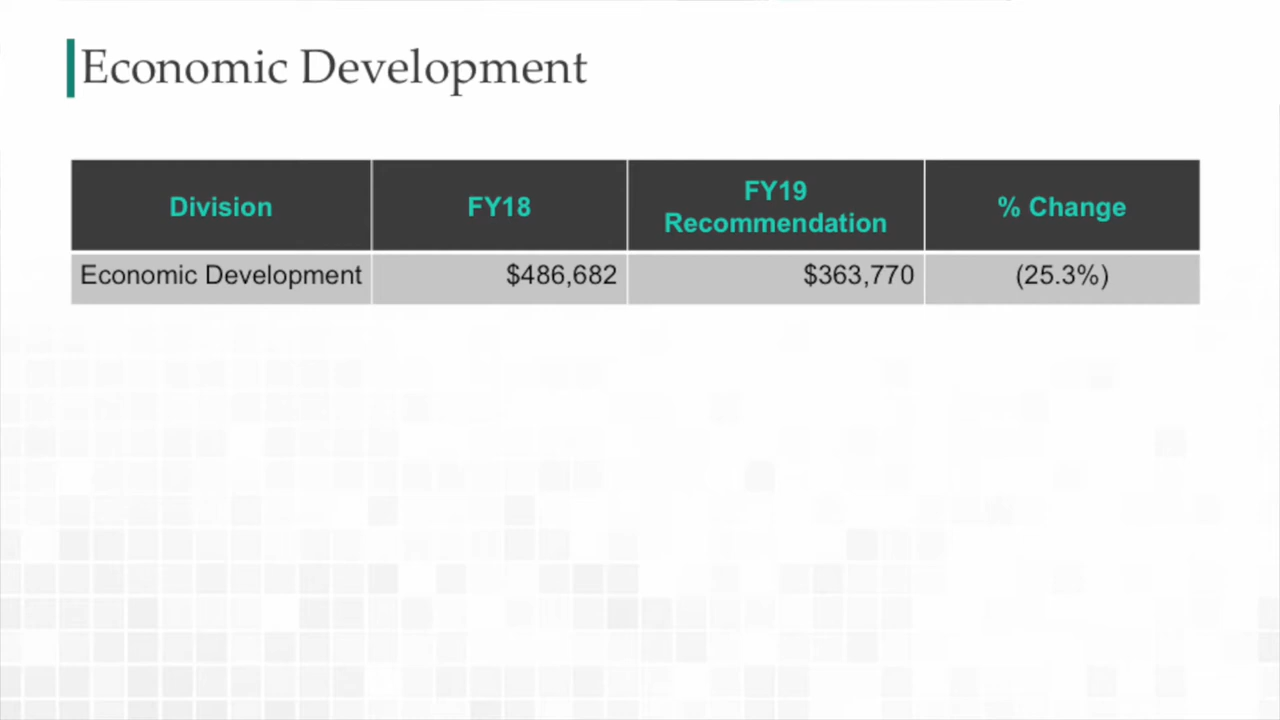 Economic Development
Division
FY18
FY19
Recommendation
% Change
Economic Development
$486,682
$363,770
(25.3%)